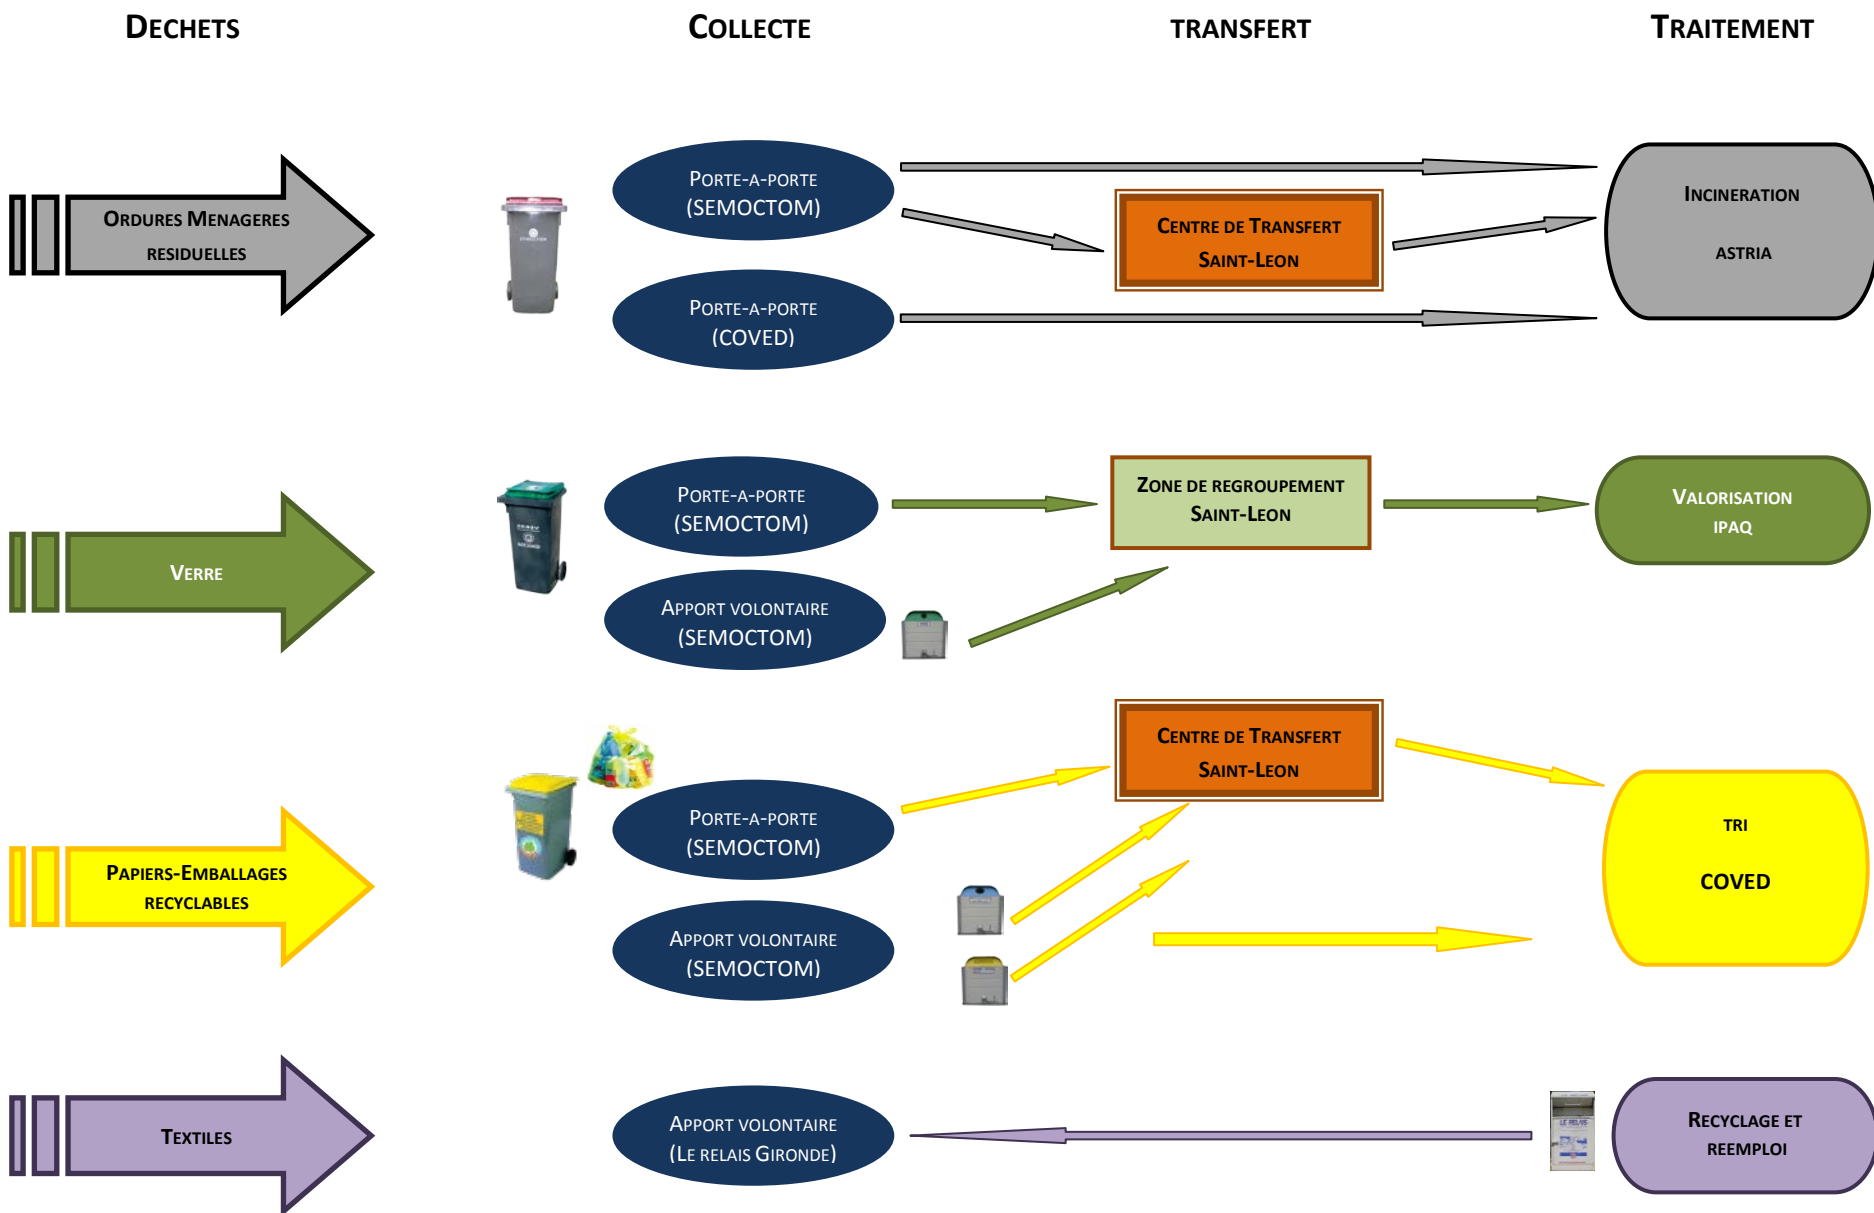 DECHETS
COLLECTE
TRANSFERT
TRAITEMENT
ORDURES MENAGERES
RESIDUELLES
PORTE-A-PORTE
(SEMOCTOM)
CENTRE DE TRANSFERT
SAINT-LEON
INCINERATION
ASTRIA
PORTE-A-PORTE
(COVED)
VERRE
PORTE-A-PORTE
(SEMOCTOM)
ZONE DE REGROUPEMENT
SAINT-LEON
VALORISATION
IPAQ
APPORT VOLONTAIRE
(SEMOCTOM)
PAPIERS-EMBALLAGES
RECYCLABLES
PORTE-A-PORTE
(SEMOCTOM)
CENTRE DE TRANSFERT
SAINT-LEON
TRI
COVED
APPORT VOLONTAIRE
(SEMOCTOM)
TEXTILES
APPORT VOLONTAIRE
(LE RELAIS GIRONDE)
LE RELAIS
RECYCLAGE ET
REEMPLOI